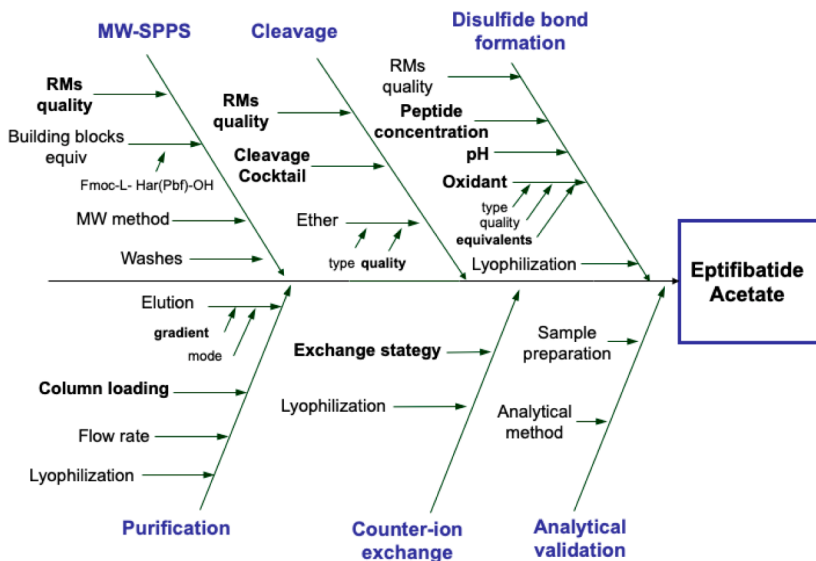 MW-SPPS
RMs
quality
Building blocks
equiv
Fmoc-L- Har(Pbf)-OH
MW method
Washes
Cleavage
RMs
quality
Cleavage
Cocktail
Ether
type quality
Disulfide bond
formation
RMs
quality
Peptide
concentration
pH
Oxidant
type
quality
equivalents
Lyophilization
Eptifibatide
Acetate
Elution
gradient
mode
Column loading
Flow rate
Lyophilization
Purification
Exchange stategy
Lyophilization
Counter-ion
exchange
Sample
preparation
Analytical
method
Analytical
validation